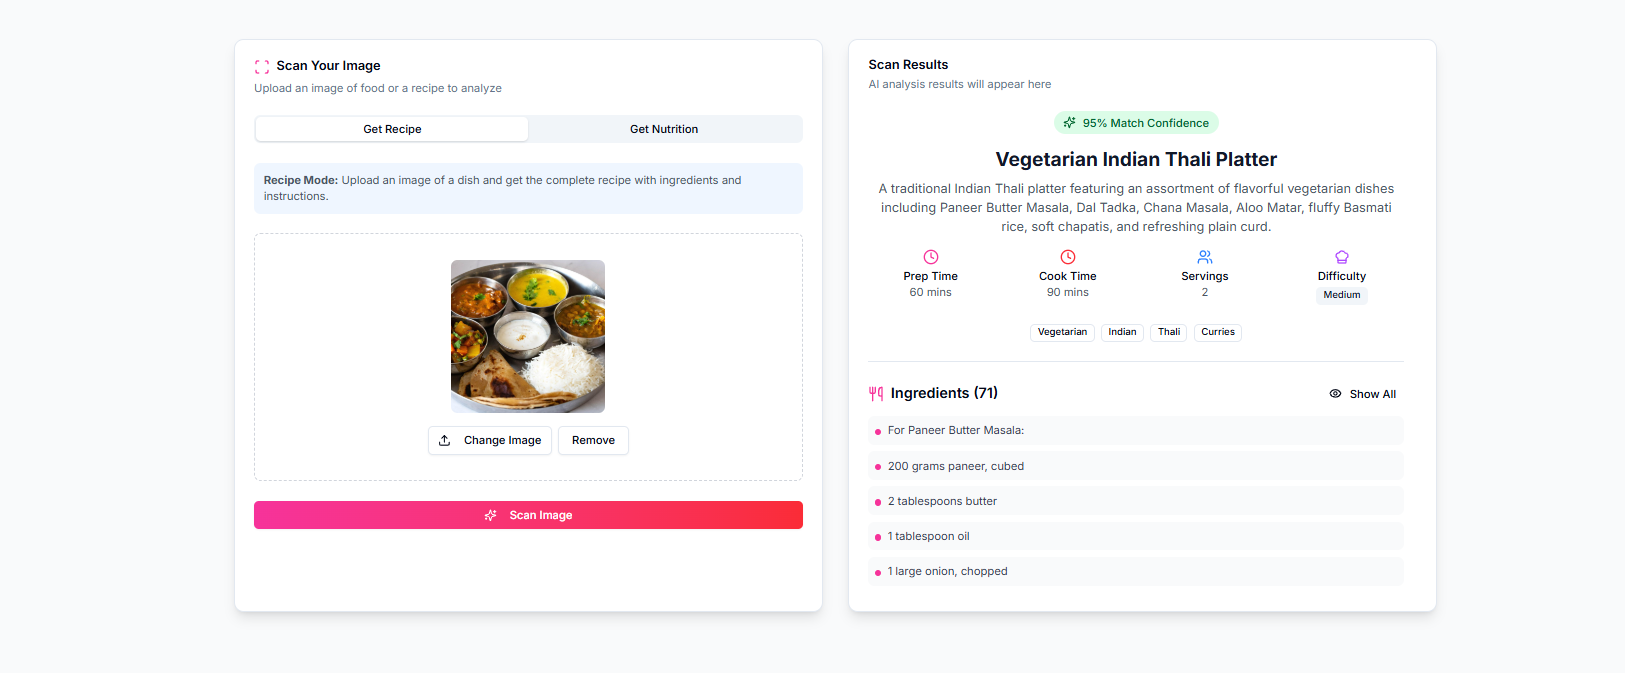 Scan Your Image
Upload an image of food or a recipe to analyze
Get Recipe
Get Nutrition
Recipe Mode: Upload an image of a dish and get the complete recipe with ingredients and
instructions.
Change Image
Remove
Scan Image
Scan Results
AI analysis results will appear here
95% Match Confidence
Vegetarian Indian Thali Platter
A traditional Indian Thali platter featuring an assortment of flavorful vegetarian dishes
including Paneer Butter Masala, Dal Tadka, Chana Masala, Aloo Matar, fluffy Basmati
rice, soft chapatis, and refreshing plain curd.
Prep Time
60 mins
Cook Time
90 mins
Servings
2
Difficulty
Medium
Vegetarian
Indian
Thali
Curries
Ingredients (71)
Show All
For Paneer Butter Masala:
200 grams paneer, cubed
2 tablespoons butter
1 tablespoon oil
1 large onion, chopped